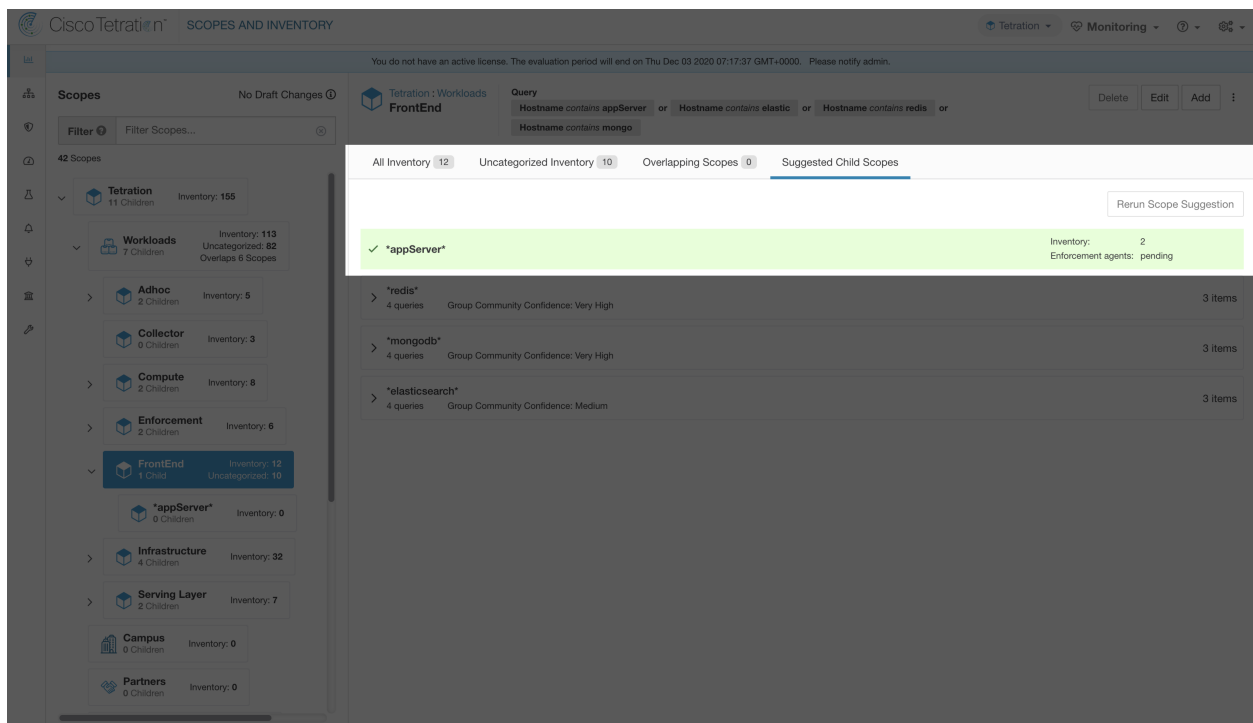 Cisco Tetration™ SCOPES AND INVENTORY
Tetration Monitoring
You do not have an active license. The evaluation period will end on Thu Dec 03 2020 07:17:37 GMT+0000. Please notify admin.
Scopes No Draft Changes
Filter Filter Scopes...
42 Scopes
Tetration
11 Children
Inventory: 155
Workloads
7 Children
Inventory: 113
Uncategorized: 82
Overlaps 6 Scopes
Adhoc
2 Children
Inventory: 5
Collector
0 Children
Inventory: 3
Compute
2 Children
Inventory: 8
Enforcement
2 Children
Inventory: 6
FrontEnd
1 Child
Inventory: 12
Uncategorized: 10
*appServer*
0 Children
Inventory: 0
Infrastructure
4 Children
Inventory: 32
Serving Layer
2 Children
Inventory: 7
Campus
0 Children
Inventory: 0
Partners
0 Children
Inventory: 0
Tetration : Workloads
FrontEnd
Query
Hostname contains appServer or Hostname contains elastic or Hostname contains redis or
Hostname contains mongo
Delete Edit Add
All Inventory 12 Uncategorized Inventory 10 Overlapping Scopes 0 Suggested Child Scopes
Rerun Scope Suggestion
*appServer*
Inventory: 2
Enforcement agents: pending
*redis*
4 queries Group Community Confidence: Very High
3 items
*mongodb*
4 queries Group Community Confidence: Very High
3 items
*elasticsearch*
4 queries Group Community Confidence: Medium
3 items